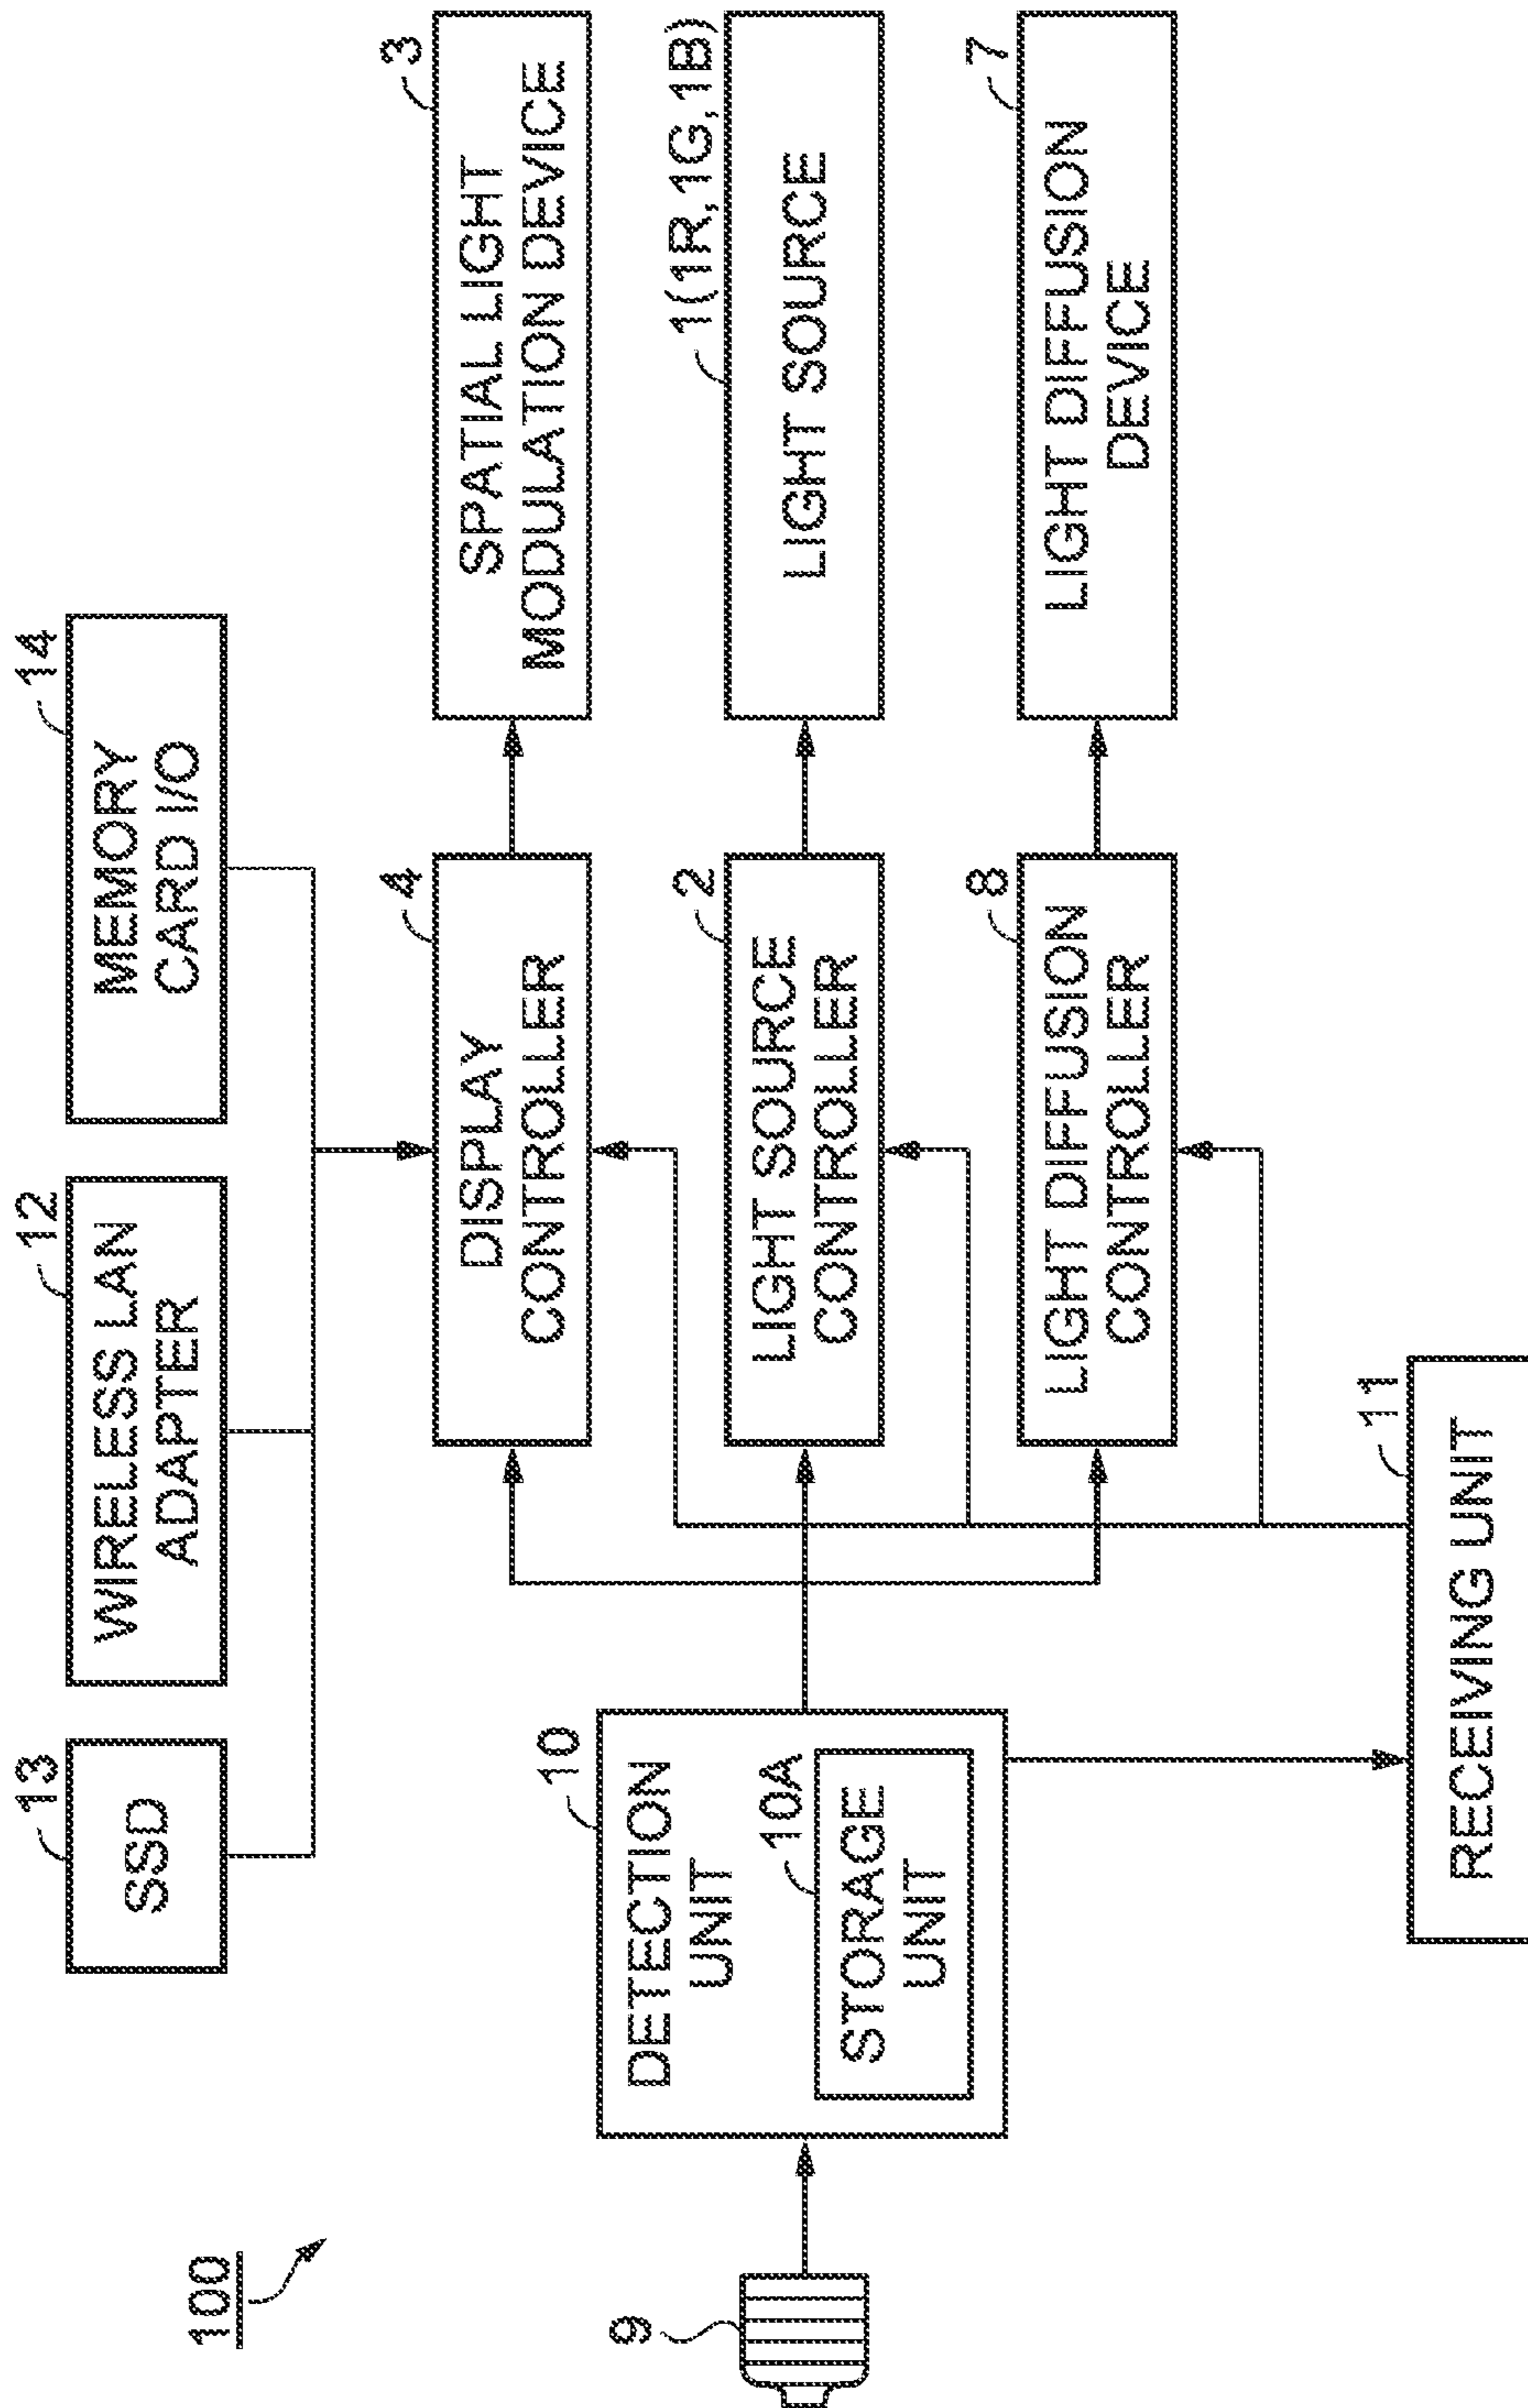 100
13
SSD
12
WIRELESS LAN
ADAPTER
14
MEMORY
CARD I/O
9
10
DETECTION
UNIT
10A
STORAGE
UNIT
4
DISPLAY
CONTROLLER
3
SPATIAL LIGHT
MODULATION DEVICE
2
LIGHT SOURCE
CONTROLLER
1(1R,1G,1B)
LIGHT SOURCE
8
LIGHT DIFFUSION
CONTROLLER
7
LIGHT DIFFUSION
DEVICE
11
RECEIVING UNIT